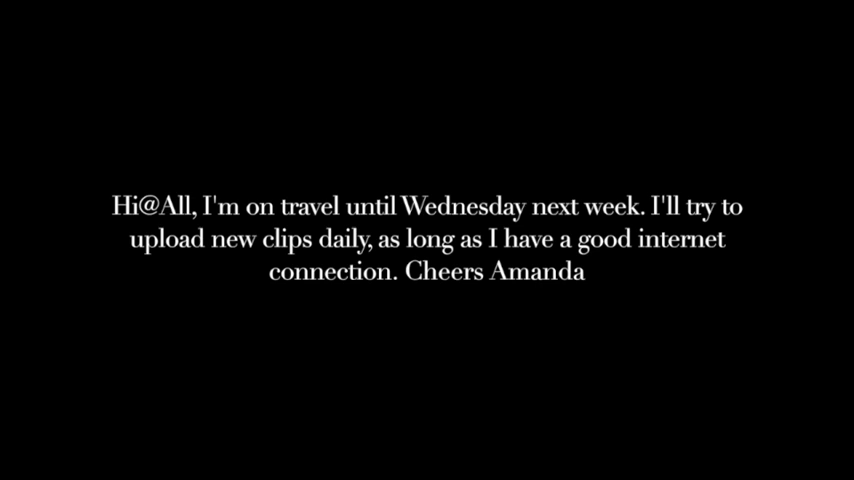 Hi@All, I'm on travel until Wednesday next week. I'll try to
upload new clips daily, as long as I have a good internet
connection. Cheers Amanda